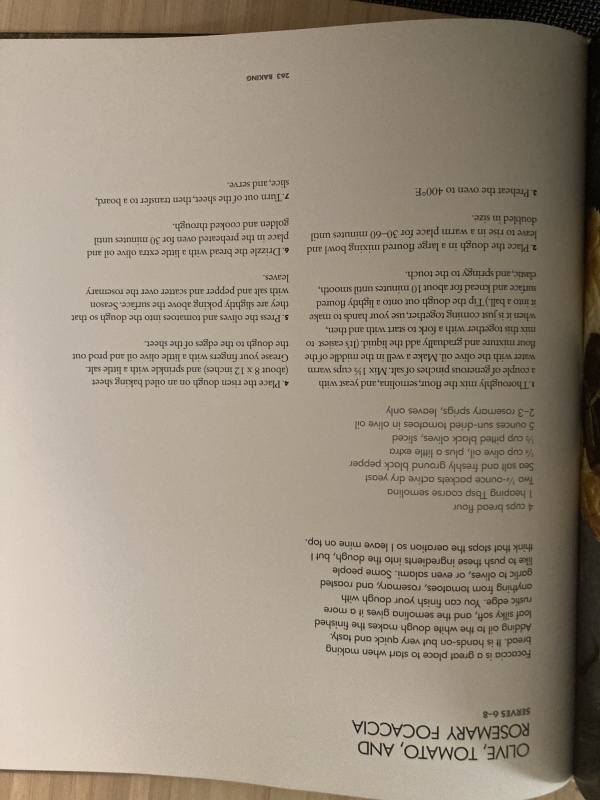 OLIVE, TOMATO, AND
ROSEMARY FOCACCIA
SERVES 6–8
Focaccia is a great place to start when making
bread. It is hands-on but very quick and tasty.
Adding oil to the white dough makes the finished
loaf silky soft, and the semolina gives it a more
rustic edge. You can finish your dough with
anything from tomatoes, rosemary, and roasted
garlic to olives, or even salami. Some people
like to push these ingredients into the dough, but I
think that stops the aeration so I leave mine on top.
4 cups bread flour
1 heaping Tbsp coarse semolina
Two ¼-ounce packets active dry yeast
Sea salt and freshly ground black pepper
¼ cup olive oil, plus a little extra
½ cup pitted black olives, sliced
5 ounces sun-dried tomatoes in olive oil
2–3 rosemary sprigs, leaves only
1. Thoroughly mix the flour, semolina, and yeast with
a couple of generous pinches of salt. Mix 1⅔ cups warm
water with the olive oil. Make a well in the middle of the
flour mixture and gradually add the liquid. (It's easiest to
mix this together with a fork to start with and then,
when it is just coming together, use your hands to make
it into a ball.) Tip the dough out onto a lightly floured
surface and knead for about 10 minutes until smooth,
elastic, and springy to the touch.
2. Place the dough in a large floured mixing bowl and
leave to rise in a warm place for 30–60 minutes until
doubled in size.
3. Preheat the oven to 400°F.
4. Place the risen dough on an oiled baking sheet
(about 8 x 12 inches) and sprinkle with a little salt.
Grease your fingers with a little olive oil and prod out
the dough to the edges of the sheet.
5. Press the olives and tomatoes into the dough so that
they are slightly poking above the surface. Season
with salt and pepper and scatter over the rosemary
leaves.
6. Drizzle the bread with a little extra olive oil and
place in the preheated oven for 30 minutes until
golden and cooked through.
7. Turn out of the sheet, then transfer to a board,
slice, and serve.
263 BAKING